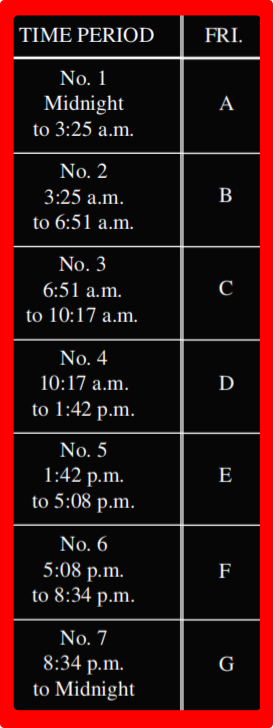 TIME PERIOD FRI.
No. 1
Midnight
to 3:25 a.m.
A
No. 2
3:25 a.m.
to 6:51 a.m.
B
No. 3
6:51 a.m.
to 10:17 a.m.
C
No. 4
10:17 a.m.
to 1:42 p.m.
D
No. 5
1:42 p.m.
to 5:08 p.m.
E
No. 6
5:08 p.m.
to 8:34 p.m.
F
No. 7
8:34 p.m.
to Midnight
G